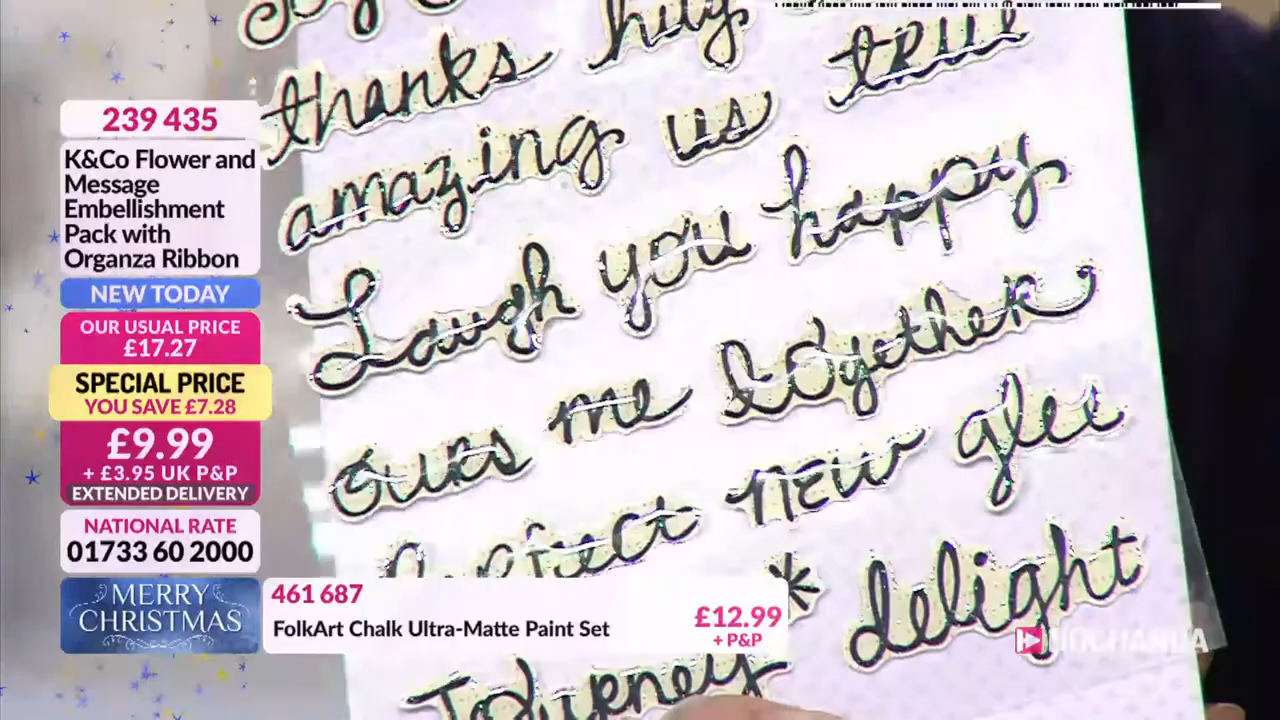 239 435
K&Co Flower and
Message
Embellishment
Pack with
Organza Ribbon
NEW TODAY
OUR USUAL PRICE
£17.27
SPECIAL PRICE
YOU SAVE £7.28
£9.99
+ £3.95 UK P&P
EXTENDED DELIVERY
NATIONAL RATE
01733 60 2000
MERRY
CHRISTMAS
461 687
FolkArt Chalk Ultra-Matte Paint Set
£12.99
+ P&P
thanks
amazing us true
Laugh you happy
ours me together
Perfect new glee
* delight
Journey
HOCHANDA